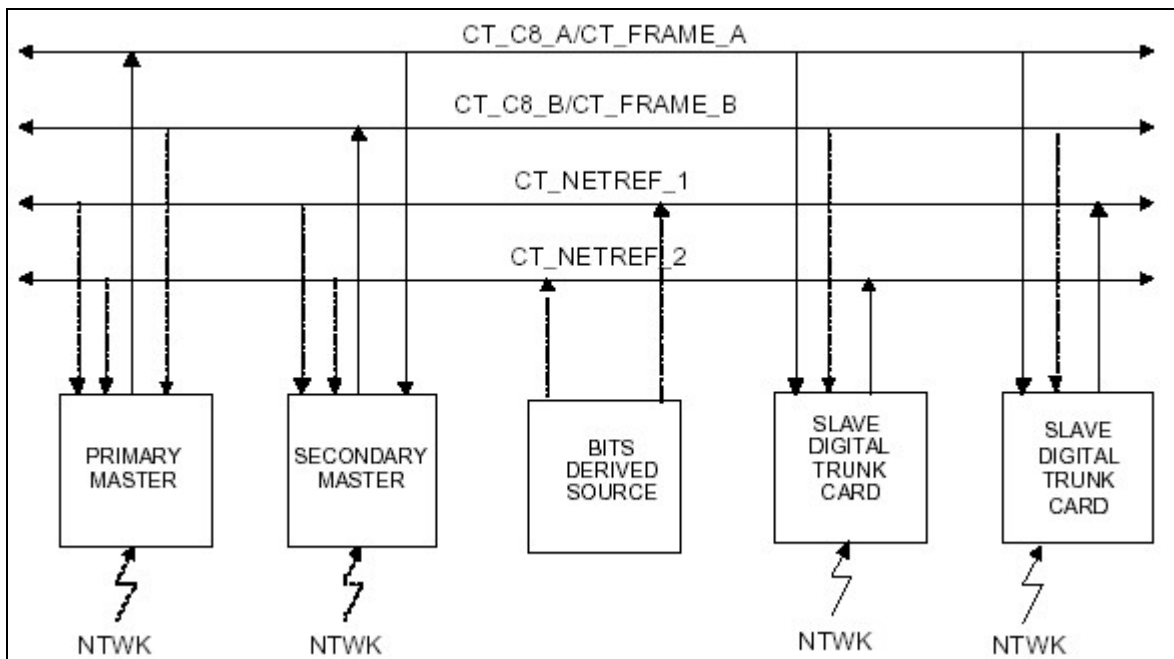 CT_C8_A/CT_FRAME_A
CT_C8_B/CT_FRAME_B
CT_NETREF_1
CT_NETREF_2
PRIMARY
MASTER
SECONDARY
MASTER
BITS
DERIVED
SOURCE
SLAVE
DIGITAL
TRUNK
CARD
SLAVE
DIGITAL
TRUNK
CARD
NTWK
NTWK
NTWK
NTWK